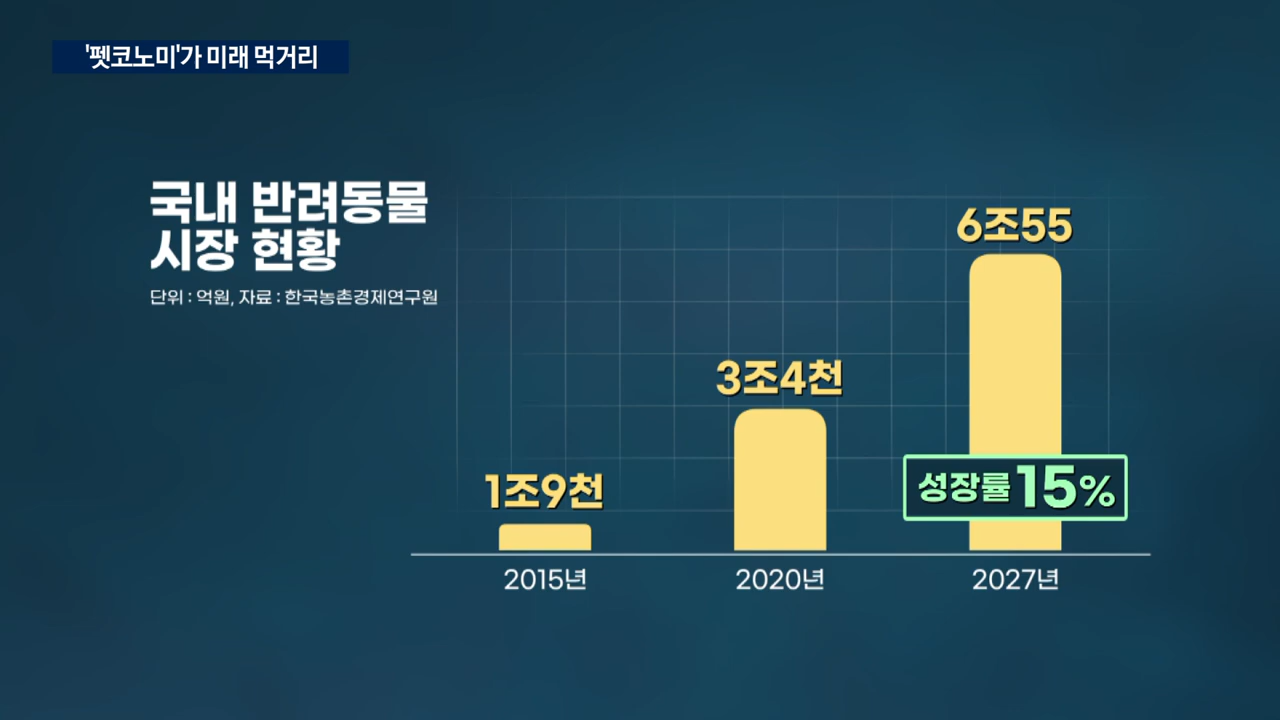 '펫코노미'가 미래 먹거리
국내 반려동물
시장 현황
단위 : 억원, 자료 : 한국농촌경제연구원
1조9천
3조4천
6조55
성장률 15%
2015년
2020년
2027년